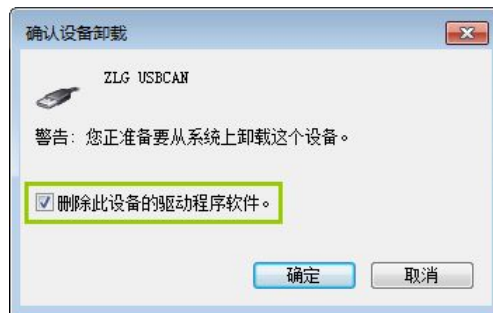 确认设备卸载
ZLG USBCAN
警告: 您正准备要从系统上卸载这个设备。
删除此设备的驱动程序软件。
确定
取消